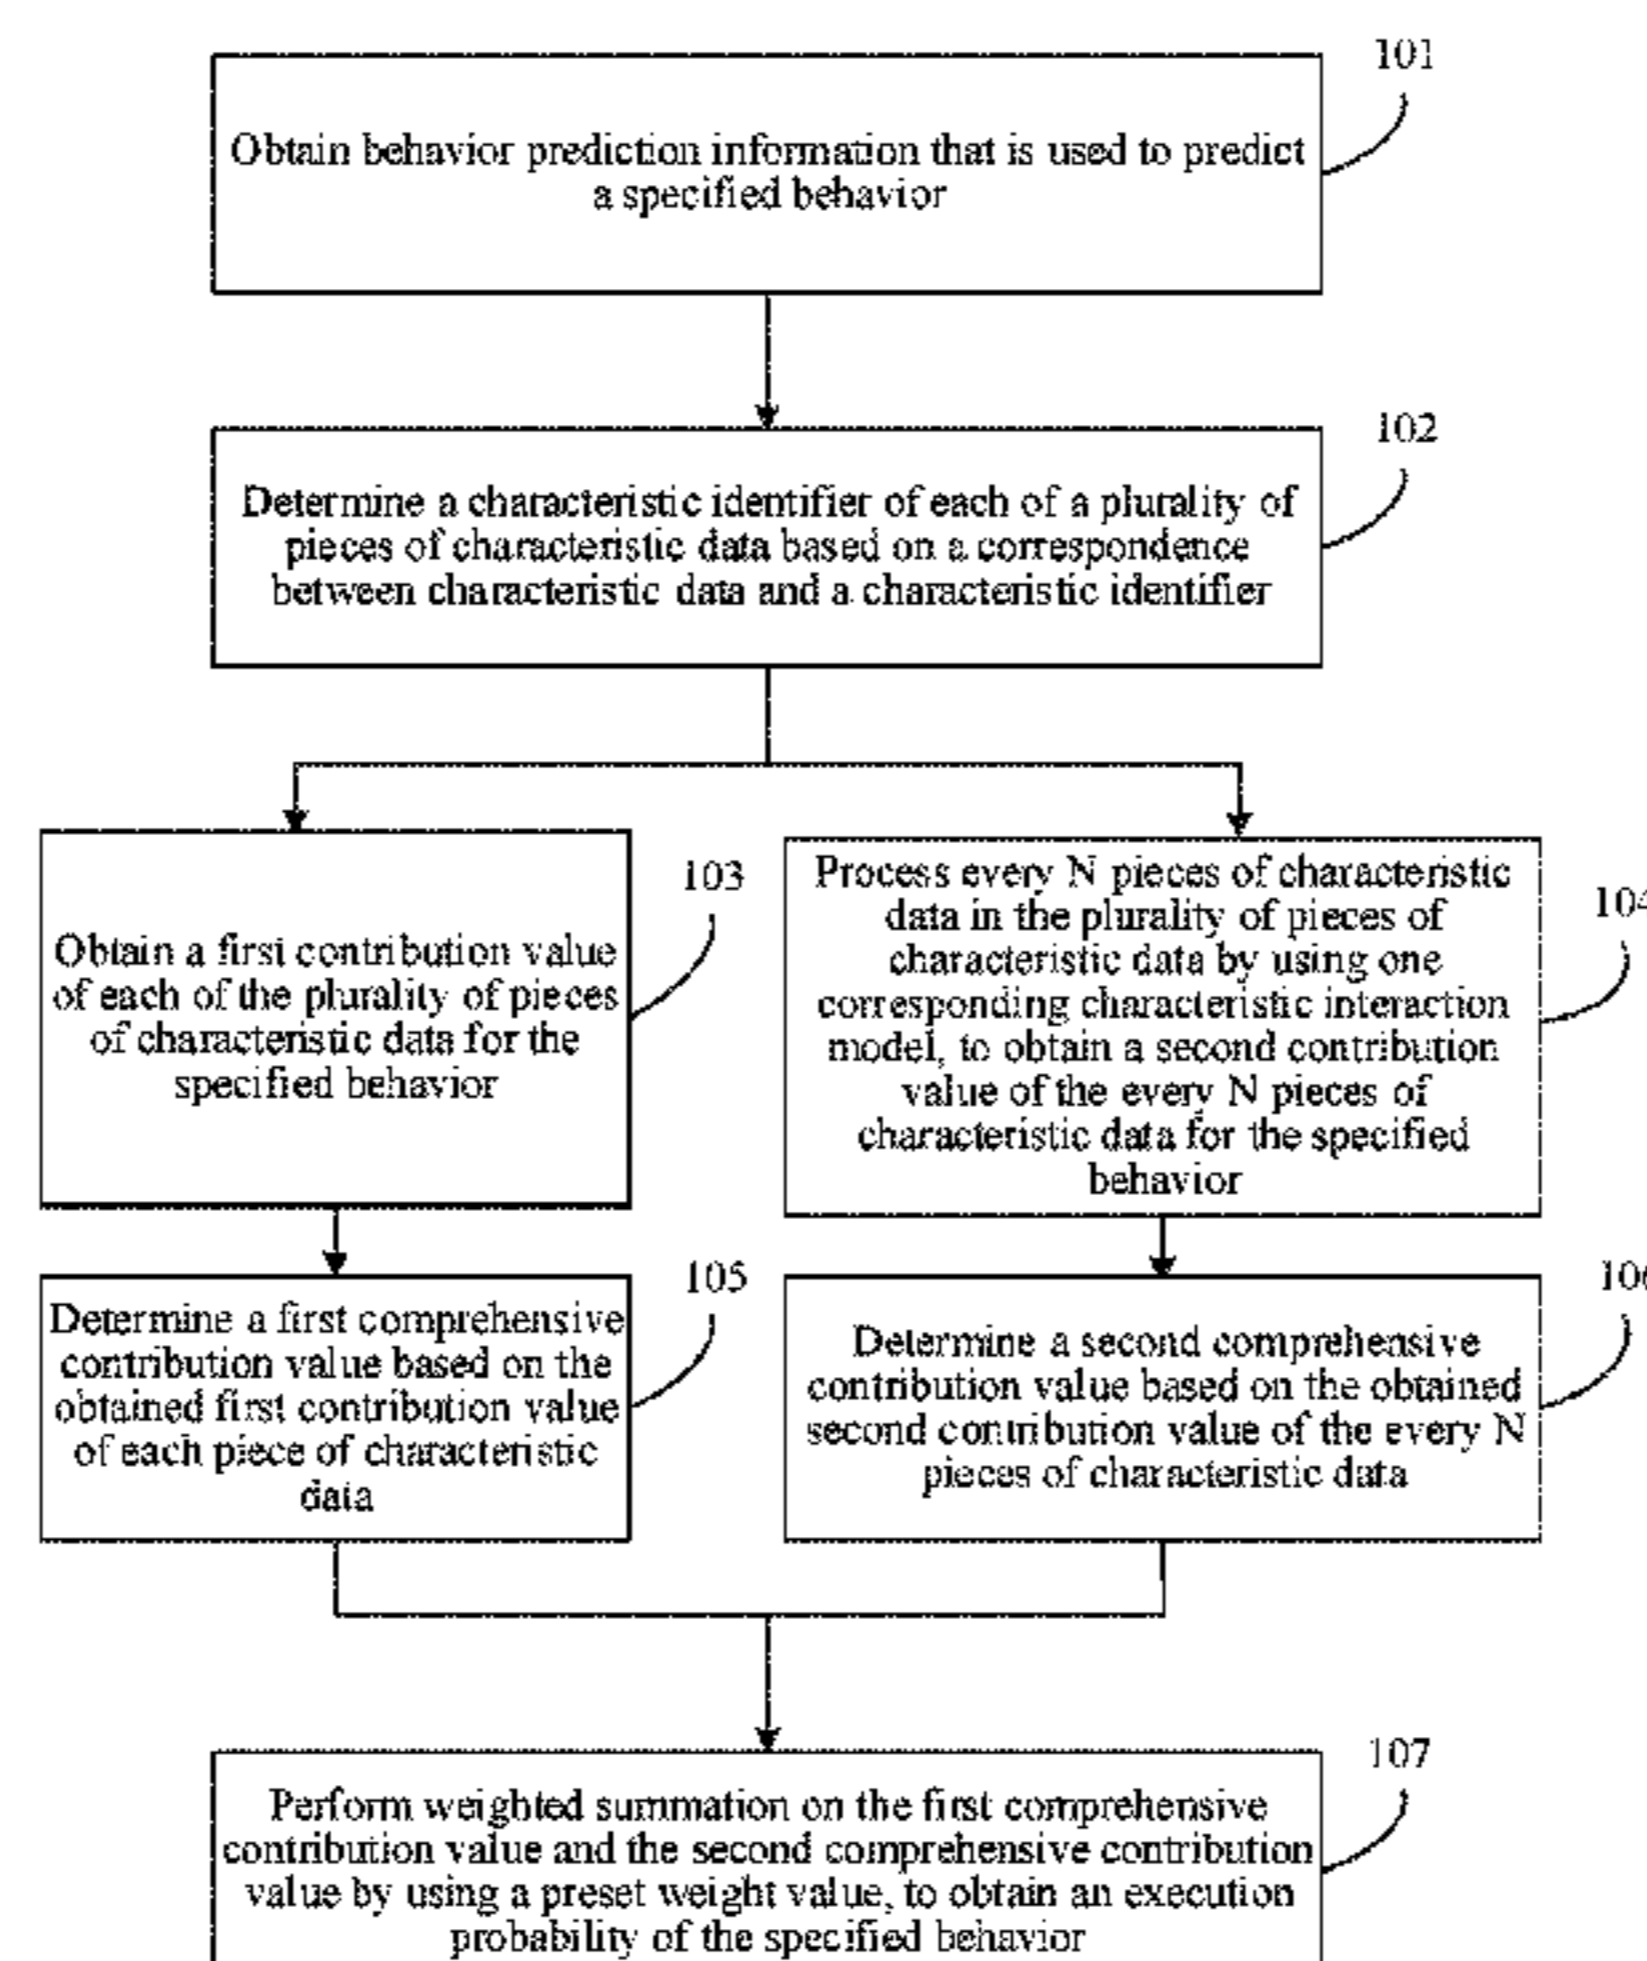 101
Obtain behavior prediction information that is used to predict
a specified behavior
102
Determine a characteristic identifier of each of a plurality of
pieces of characteristic data based on a correspondence
between characteristic data and a characteristic identifier
103
Obtain a first contribution value
of each of the plurality of pieces
of characteristic data for the
specified behavior
104
Process every N pieces of characteristic
data in the plurality of pieces of
characteristic data by using one
corresponding characteristic interaction
model, to obtain a second contribution
value of the every N pieces of
characteristic data for the specified
behavior
105
Determine a first comprehensive
contribution value based on the
obtained first contribution value
of each piece of characteristic
data
106
Determine a second comprehensive
contribution value based on the obtained
second contribution value of the every N
pieces of characteristic data
107
Perform weighted summation on the first comprehensive
contribution value and the second comprehensive contribution
value by using a preset weight value, to obtain an execution
probability of the specified behavior